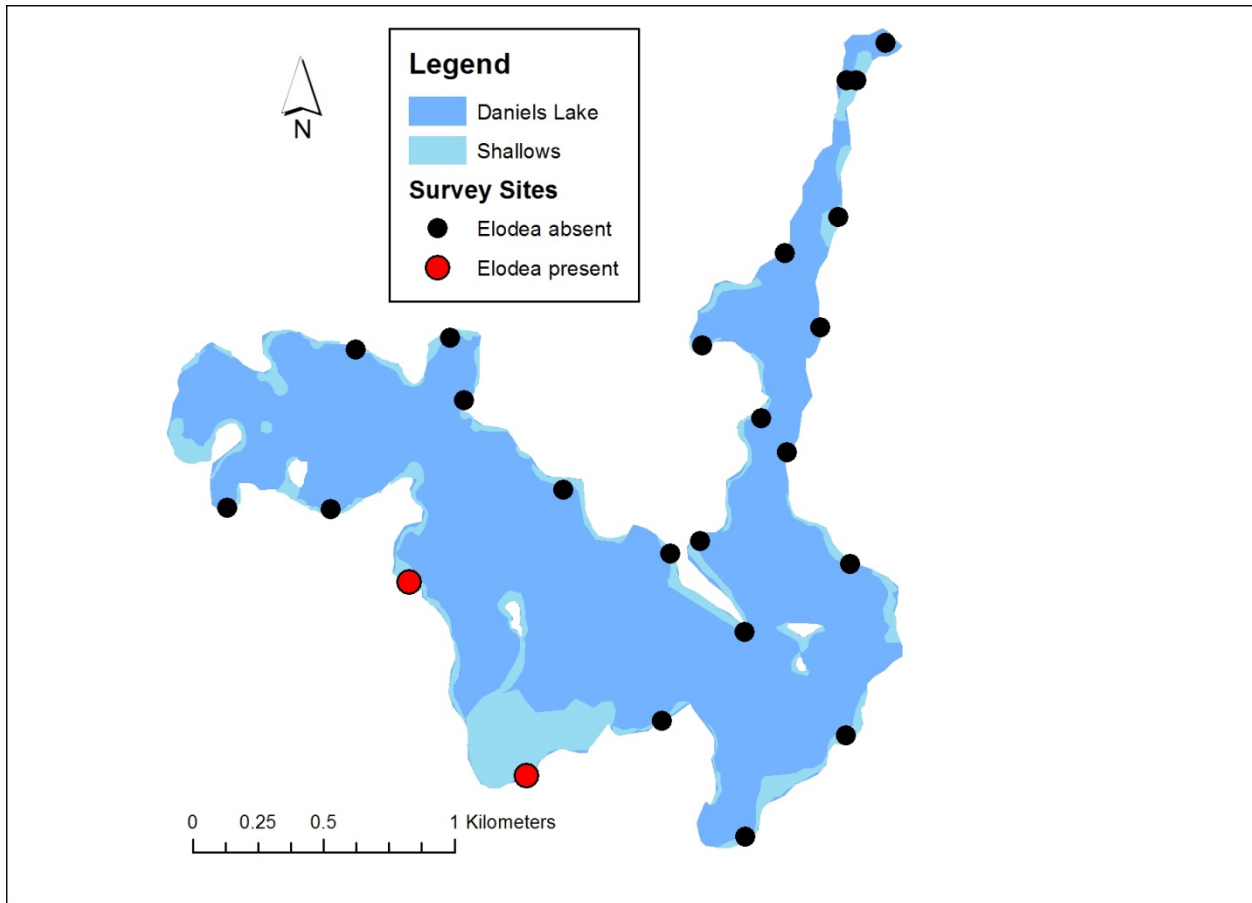 N
Legend
Daniels Lake
Shallows
Survey Sites
Elodea absent
Elodea present
0 0.25 0.5 1 Kilometers